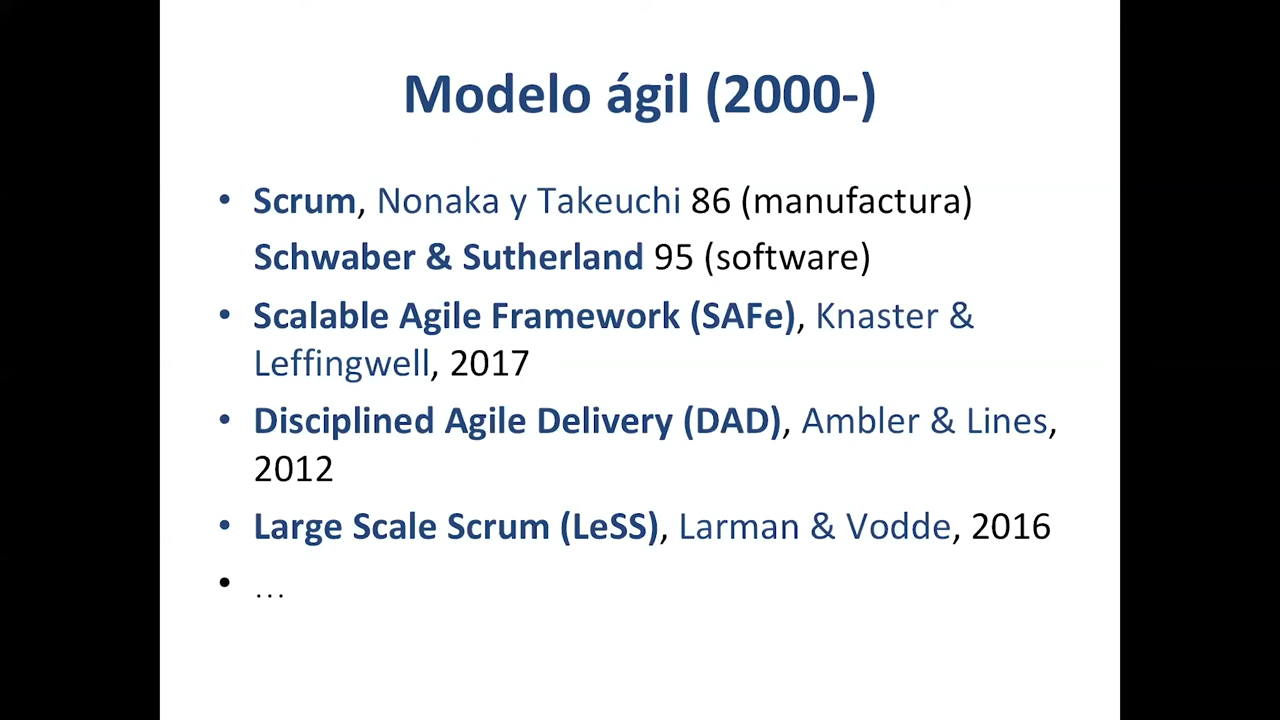 Modelo ágil (2000-)
• Scrum, Nonaka y Takeuchi 86 (manufactura)
Schwaber & Sutherland 95 (software)
• Scalable Agile Framework (SAFe), Knaster &
Leffingwell, 2017
• Disciplined Agile Delivery (DAD), Ambler & Lines,
2012
• Large Scale Scrum (LeSS), Larman & Vodde, 2016
• ...